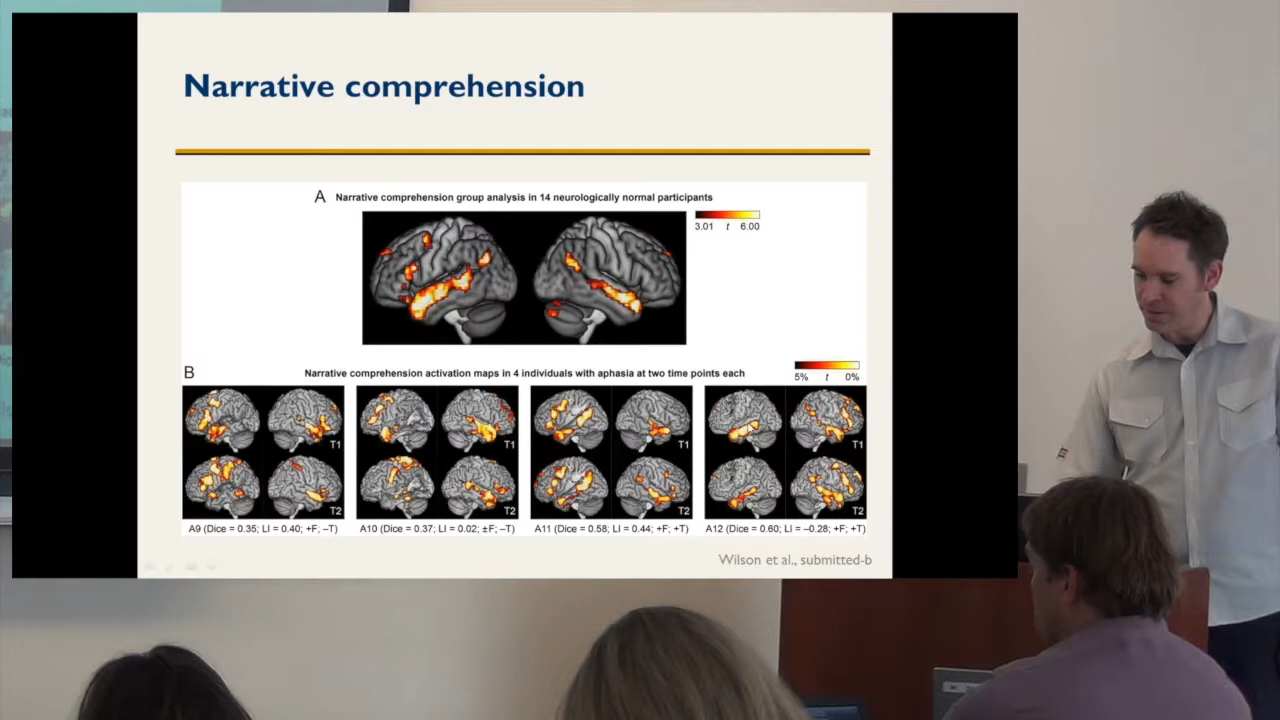 Narrative comprehension
A Narrative comprehension group analysis in 14 neurologically normal participants
3.01 t 6.00
B Narrative comprehension activation maps in 4 individuals with aphasia at two time points each
5% t 0%
T1 T1 T1 T1
T2 T2 T2 T2
A9 (Dice = 0.35; LI = 0.40; +F; –T) A10 (Dice = 0.37; LI = 0.02; ±F; –T) A11 (Dice = 0.58; LI = 0.44; +F; +T) A12 (Dice = 0.60; LI = –0.28; +F; +T)
Wilson et al., submitted-b